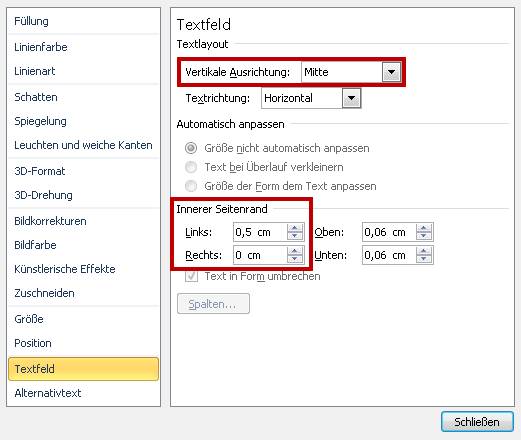 Füllung
Linienfarbe
Linienart
Schatten
Spiegelung
Leuchten und weiche Kanten
3D-Format
3D-Drehung
Bildkorrekturen
Bildfarbe
Künstlerische Effekte
Zuschneiden
Größe
Position
Textfeld
Alternativtext
Textfeld
Textlayout
Vertikale Ausrichtung: Mitte
Textrichtung: Horizontal
Automatisch anpassen
Größe nicht automatisch anpassen
Text bei Überlauf verkleinern
Größe der Form dem Text anpassen
Innerer Seitenrand
Links: 0,5 cm Oben: 0,06 cm
Rechts: 0 cm Unten: 0,06 cm
Text in Form umbrechen
Spalten...
Schließen